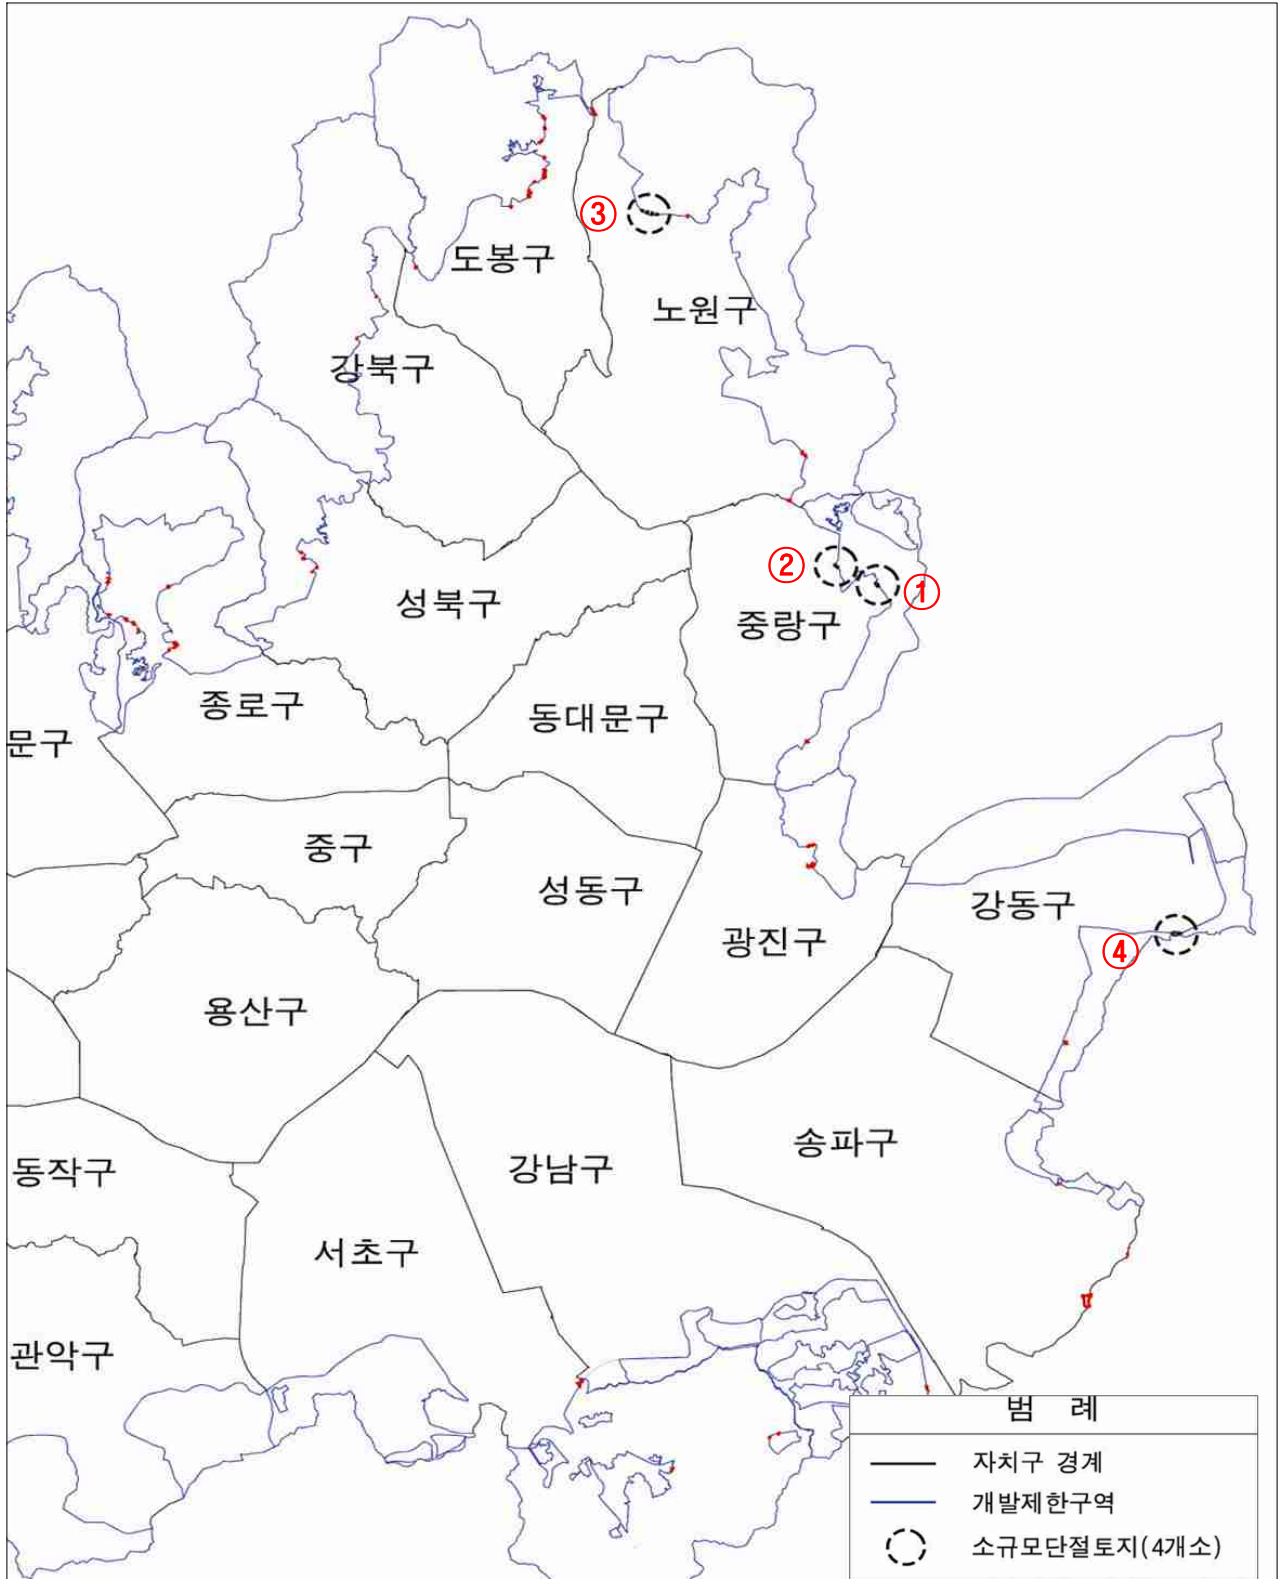 ③
도봉구
노원구
강북구
②
①
성북구
중랑구
종로구
동대문구
문구
중구
성동구
강동구
광진구
④
용산구
송파구
동작구
강남구
서초구
관악구
범 례
자치구 경계
개발제한구역
소규모단절토지(4개소)